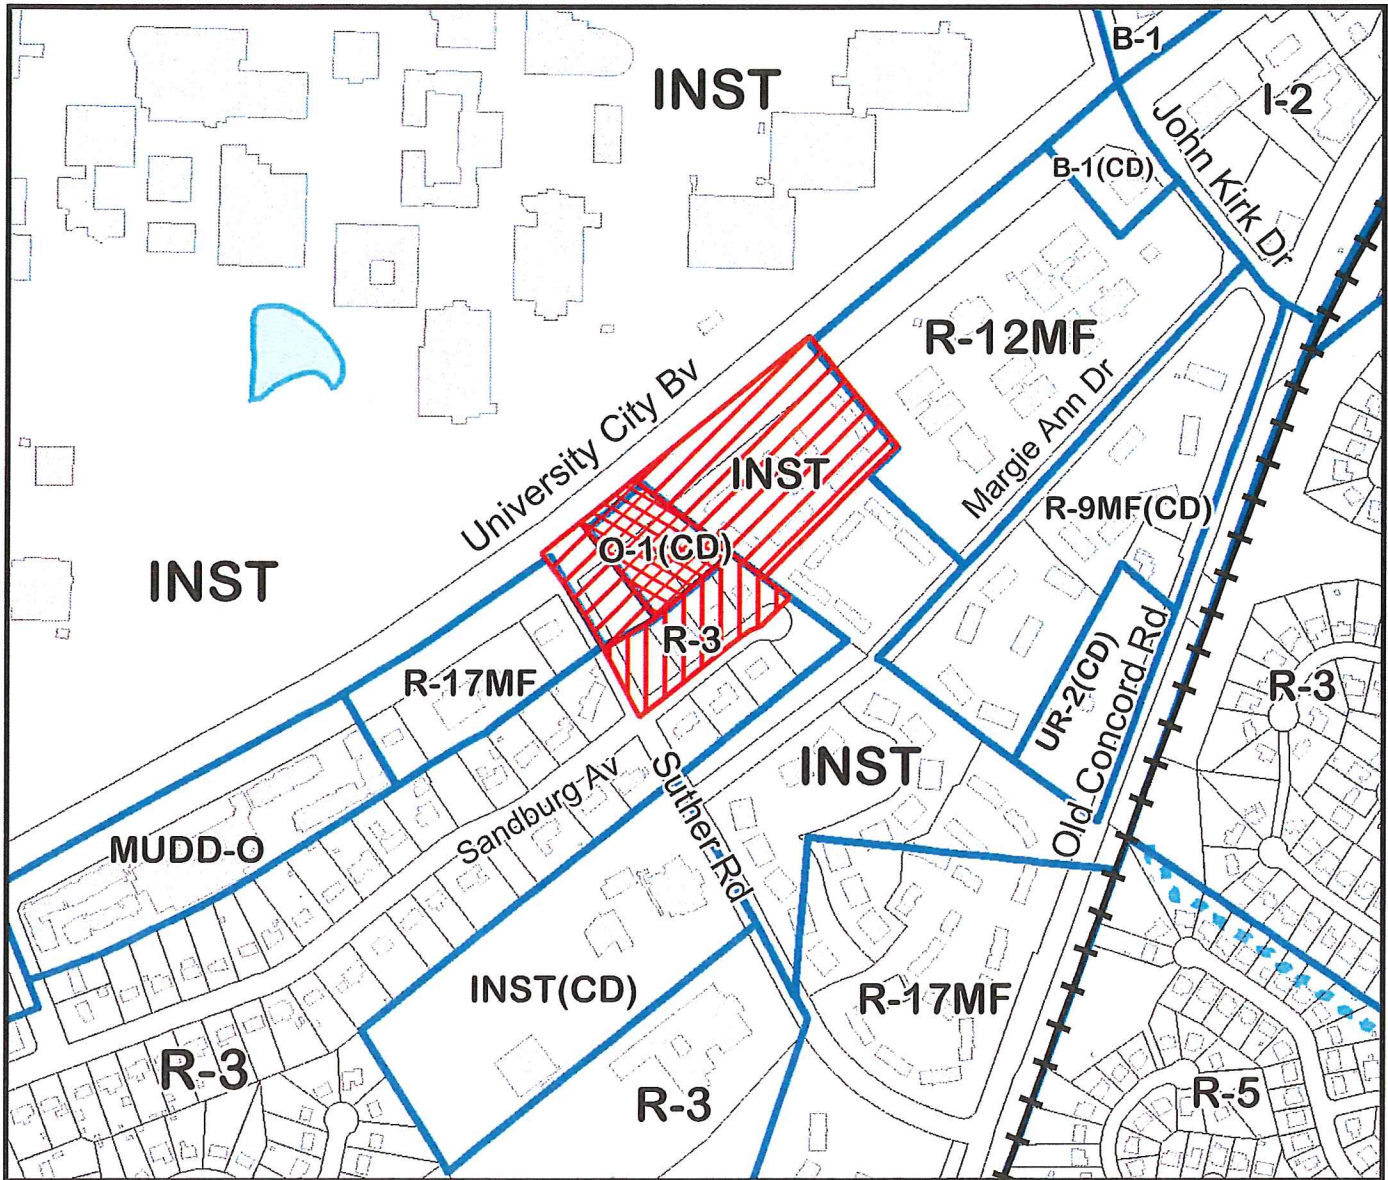 B-1
INST
I-2
John Kirk Dr
B-1(CD)
R-12MF
University City Bv
Margie Ann Dr
INST
R-9MF(CD)
O-1(CD)
INST
R-3
UR-2(CD)
R-17MF
R-3
Old Concord Rd
INST
Suther Rd
Sandburg Av
MUDD-O
INST(CD)
R-17MF
R-3
R-3
R-5